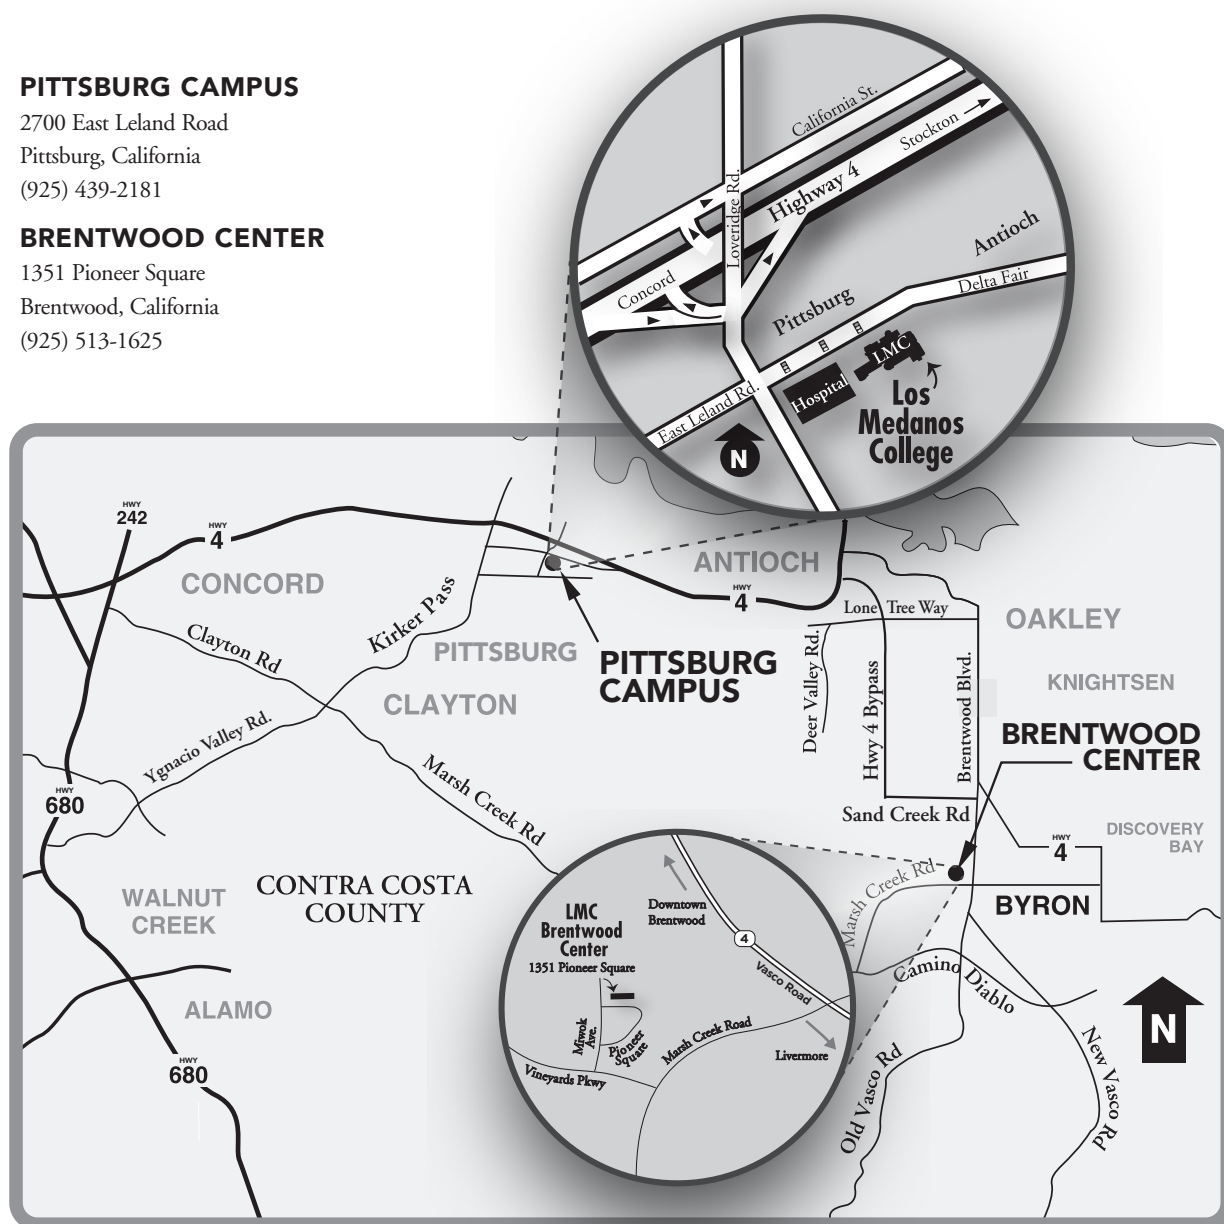 PITTSBURG CAMPUS
2700 East Leland Road
Pittsburg, California
(925) 439-2181
BRENTWOOD CENTER
1351 Pioneer Square
Brentwood, California
(925) 513-1625
California St.
Stockton
Highway 4
Loveridge Rd.
Concord
Antioch
Delta Fair
Pittsburg
LMC
Hospital
East Leland Rd.
Los
Medanos
College
N
HWY
242
HWY
4
CONCORD
Clayton Rd
Kirker Pass
PITTSBURG
CLAYTON
PITTSBURG
CAMPUS
ANTIOCH
HWY
4
Lone Tree Way
OAKLEY
Deer Valley Rd.
Hwy 4 Bypass
Brentwood Blvd.
KNIGHTSEN
BRENTWOOD
CENTER
Ygnacio Valley Rd.
Marsh Creek Rd
HWY
680
Sand Creek Rd
HWY
4
DISCOVERY
BAY
WALNUT
CREEK
CONTRA COSTA
COUNTY
Marsh Creek Rd
BYRON
LMC
Brentwood
Center
1351 Pioneer Square
Downtown
Brentwood
4
Vasco Road
Miwok
Ave.
Pioneer
Square
Marsh Creek Road
Livermore
Vineyards Pkwy
Camino Diablo
ALAMO
HWY
680
Old Vasco Rd
New Vasco Rd
N